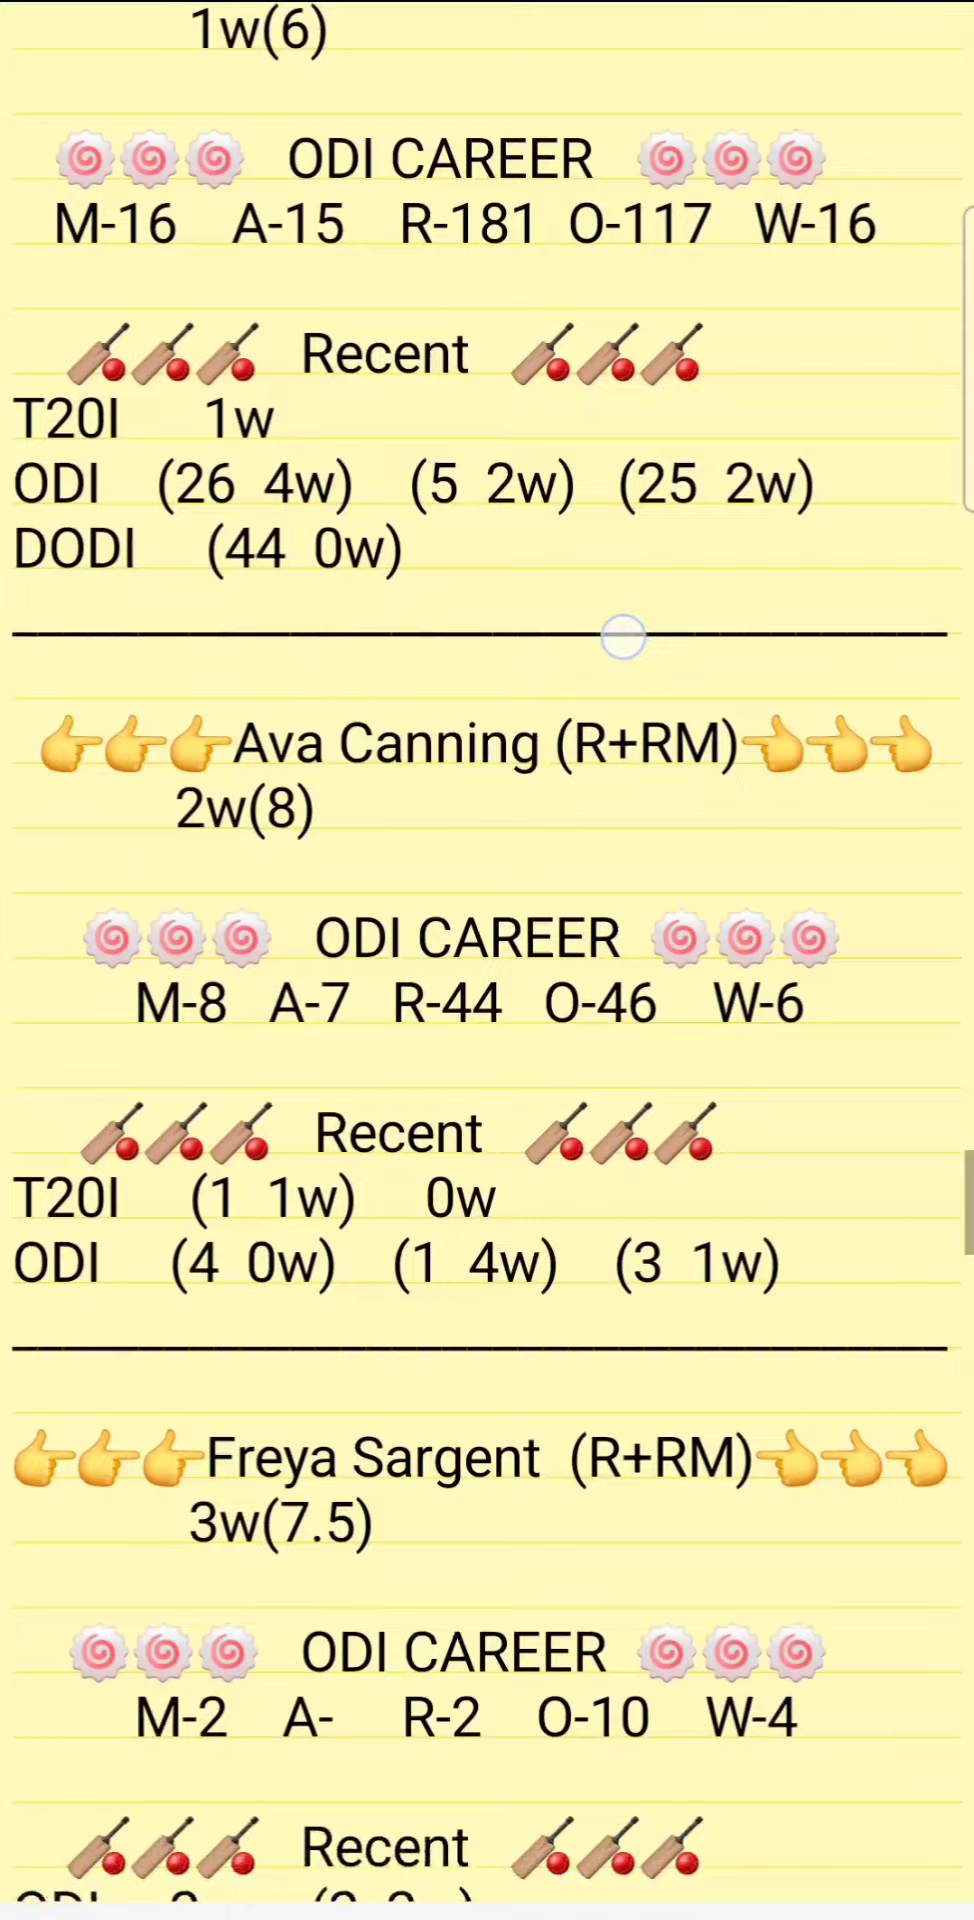 1w(6)
🍥🍥🍥 ODI CAREER 🍥🍥🍥
M-16 A-15 R-181 O-117 W-16
🏏🏏🏏 Recent 🏏🏏🏏
T20I 1w
ODI (26 4w) (5 2w) (25 2w)
DODI (44 0w)
👉👉👉Ava Canning (R+RM)👈👈👈
2w(8)
🍥🍥🍥 ODI CAREER 🍥🍥🍥
M-8 A-7 R-44 O-46 W-6
🏏🏏🏏 Recent 🏏🏏🏏
T20I (1 1w) 0w
ODI (4 0w) (1 4w) (3 1w)
👉👉👉Freya Sargent (R+RM)👈👈👈
3w(7.5)
🍥🍥🍥 ODI CAREER 🍥🍥🍥
M-2 A- R-2 O-10 W-4
🏏🏏🏏 Recent 🏏🏏🏏
ODI